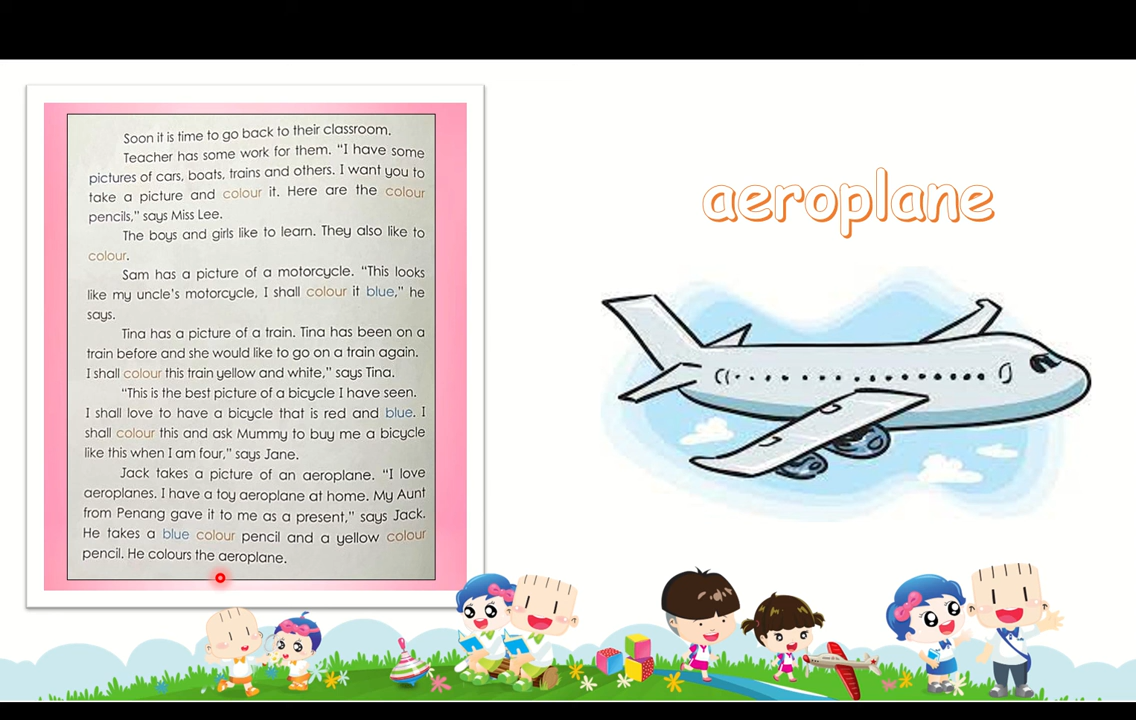 Soon it is time to go back to their classroom.
Teacher has some work for them. “I have some
pictures of cars, boats, trains and others. I want you to
take a picture and colour it. Here are the colour
pencils,” says Miss Lee.
The boys and girls like to learn. They also like to
colour.
Sam has a picture of a motorcycle. “This looks
like my uncle’s motorcycle, I shall colour it blue,” he
says.
Tina has a picture of a train. Tina has been on a
train before and she would like to go on a train again.
I shall colour this train yellow and white,” says Tina.
“This is the best picture of a bicycle I have seen.
I shall love to have a bicycle that is red and blue. I
shall colour this and ask Mummy to buy me a bicycle
like this when I am four,” says Jane.
Jack takes a picture of an aeroplane. “I love
aeroplanes. I have a toy aeroplane at home. My Aunt
from Penang gave it to me as a present,” says Jack.
He takes a blue colour pencil and a yellow colour
pencil. He colours the aeroplane.
aeroplane